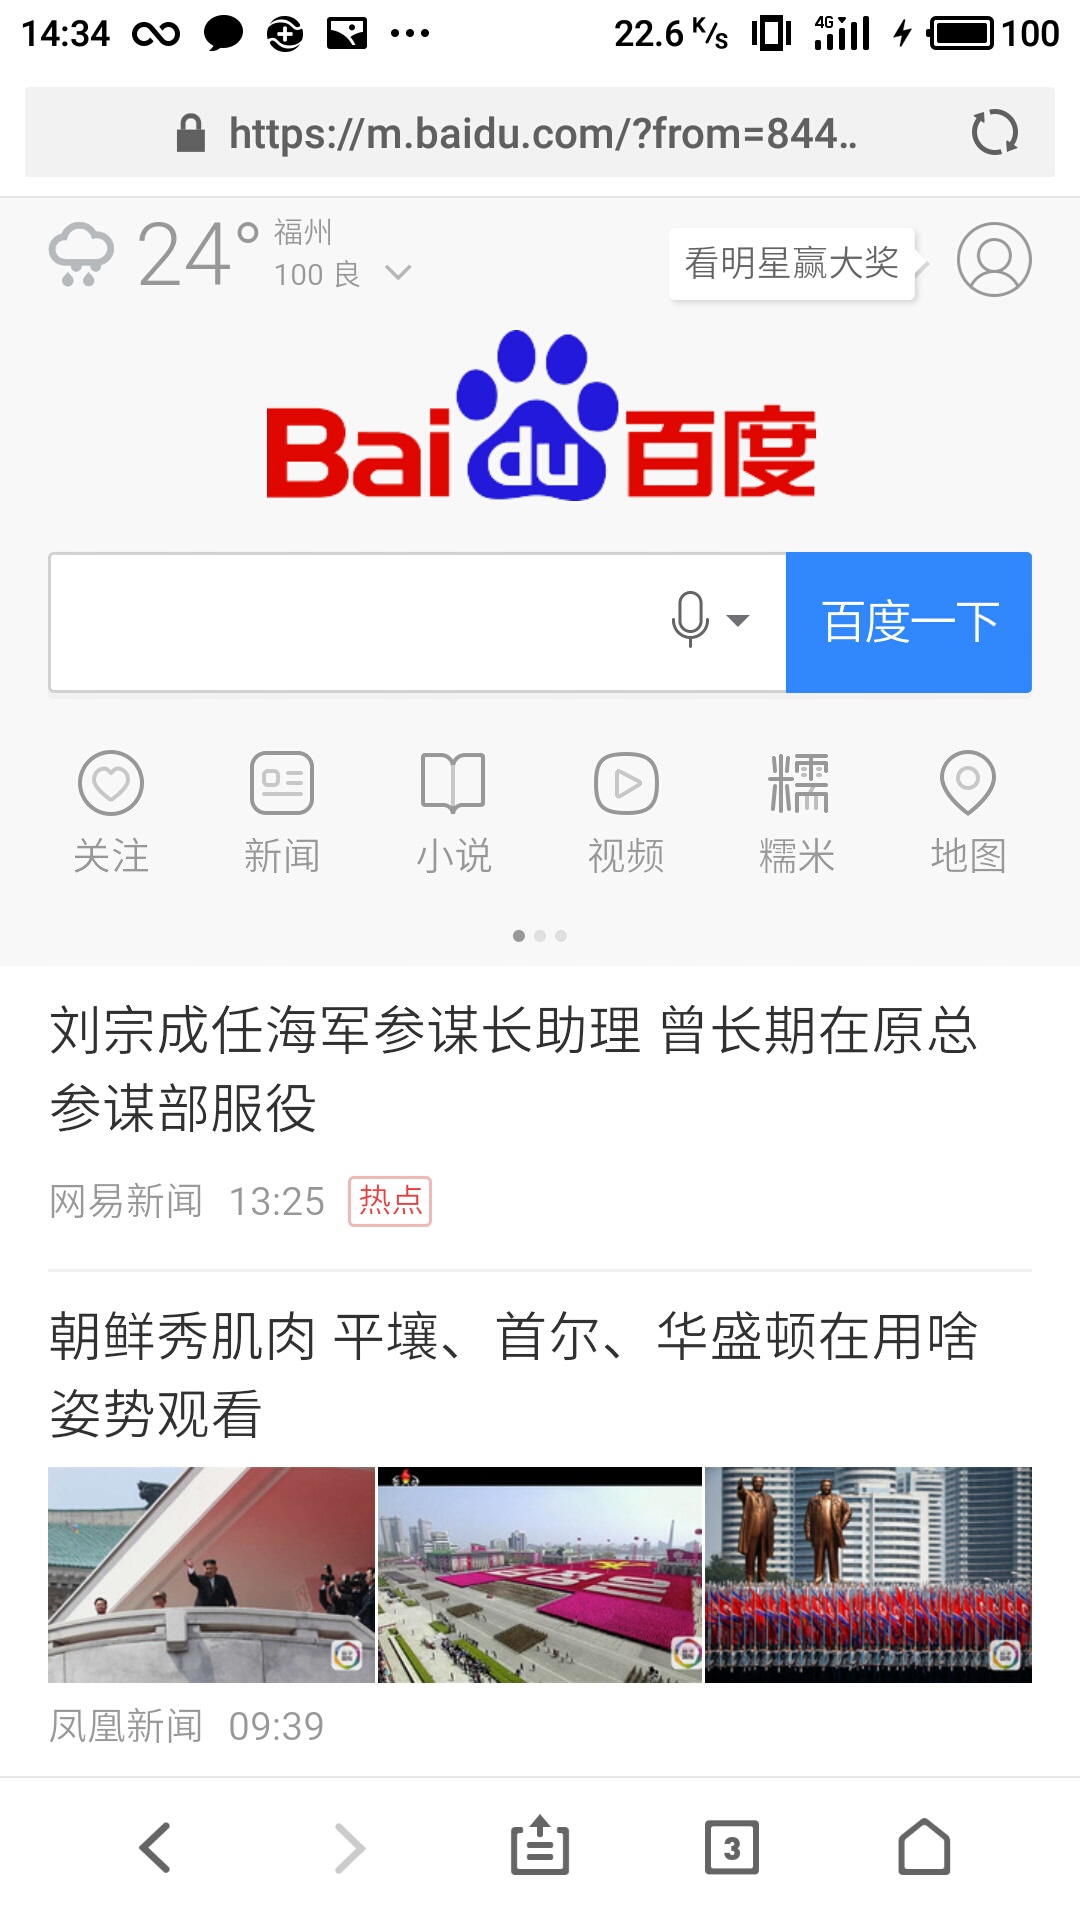 14:34 22.6 K/s 4G 100
https://m.baidu.com/?from=844..
24° 福州
100 良
看明星赢大奖
Bai du 百度
百度一下
关注 新闻 小说 视频 糯米 地图
刘宗成任海军参谋长助理 曾长期在原总
参谋部服役
网易新闻 13:25 热点
朝鲜秀肌肉 平壤、首尔、华盛顿在用啥
姿势观看
凤凰新闻 09:39
3